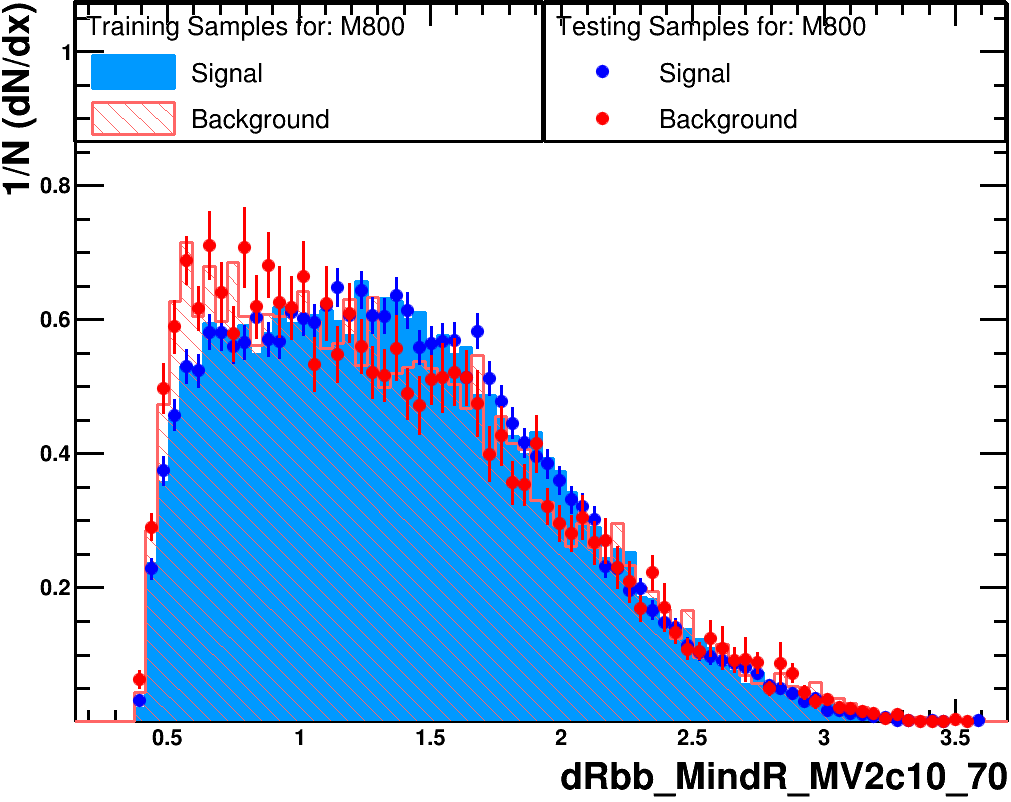 1/N (dN/dx)
Training Samples for: M800
Signal
Background
Testing Samples for: M800
Signal
Background
1
0.8
0.6
0.4
0.2
0.5 1 1.5 2 2.5 3 3.5
dRbb_MindR_MV2c10_70